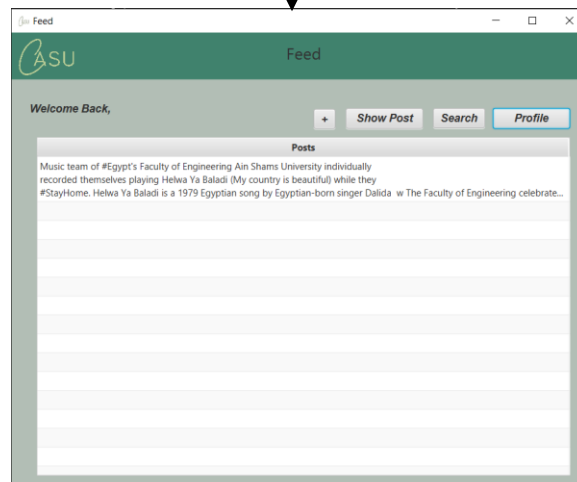 Feed
ASU
Feed
Welcome Back,
+ Show Post Search Profile
Posts
Music team of #Egypt's Faculty of Engineering Ain Shams University individually
recorded themselves playing Helwa Ya Baladi (My country is beautiful) while they
#StayHome. Helwa Ya Baladi is a 1979 Egyptian song by Egyptian-born singer Dalida w The Faculty of Engineering celebrate...